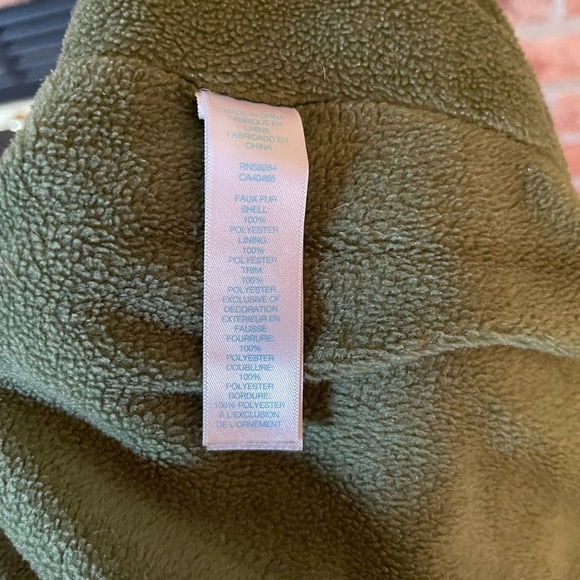 MADE IN CHINA
FABRIQUÉ EN
CHINE
FABRICADO EN
CHINA
RN59284
CA40465
FAUX FUR
SHELL:
100%
POLYESTER
LINING:
100%
POLYESTER
TRIM:
100%
POLYESTER
EXCLUSIVE OF
DECORATION
EXTÉRIEUR EN
FAUSSE
FOURRURE:
100%
POLYESTER
DOUBLURE:
100%
POLYESTER
BORDURE:
100% POLYESTER
À L'EXCLUSION
DE L'ORNEMENT